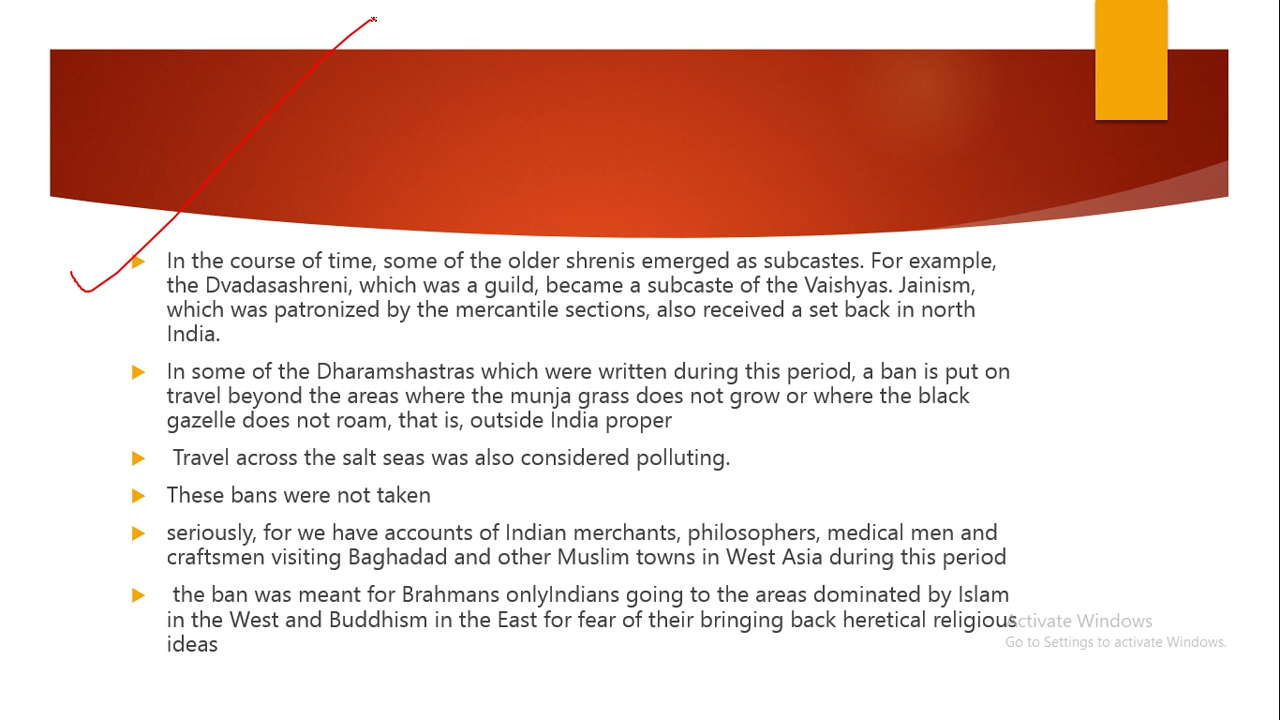 In the course of time, some of the older shrenis emerged as subcastes. For example,
the Dvadasashreni, which was a guild, became a subcaste of the Vaishyas. Jainism,
which was patronized by the mercantile sections, also received a set back in north
India.
In some of the Dharamshastras which were written during this period, a ban is put on
travel beyond the areas where the munja grass does not grow or where the black
gazelle does not roam, that is, outside India proper
Travel across the salt seas was also considered polluting.
These bans were not taken
seriously, for we have accounts of Indian merchants, philosophers, medical men and
craftsmen visiting Baghadad and other Muslim towns in West Asia during this period
the ban was meant for Brahmans onlyIndians going to the areas dominated by Islam
in the West and Buddhism in the East for fear of their bringing back heretical religious
ideas
Activate Windows
Go to Settings to activate Windows.